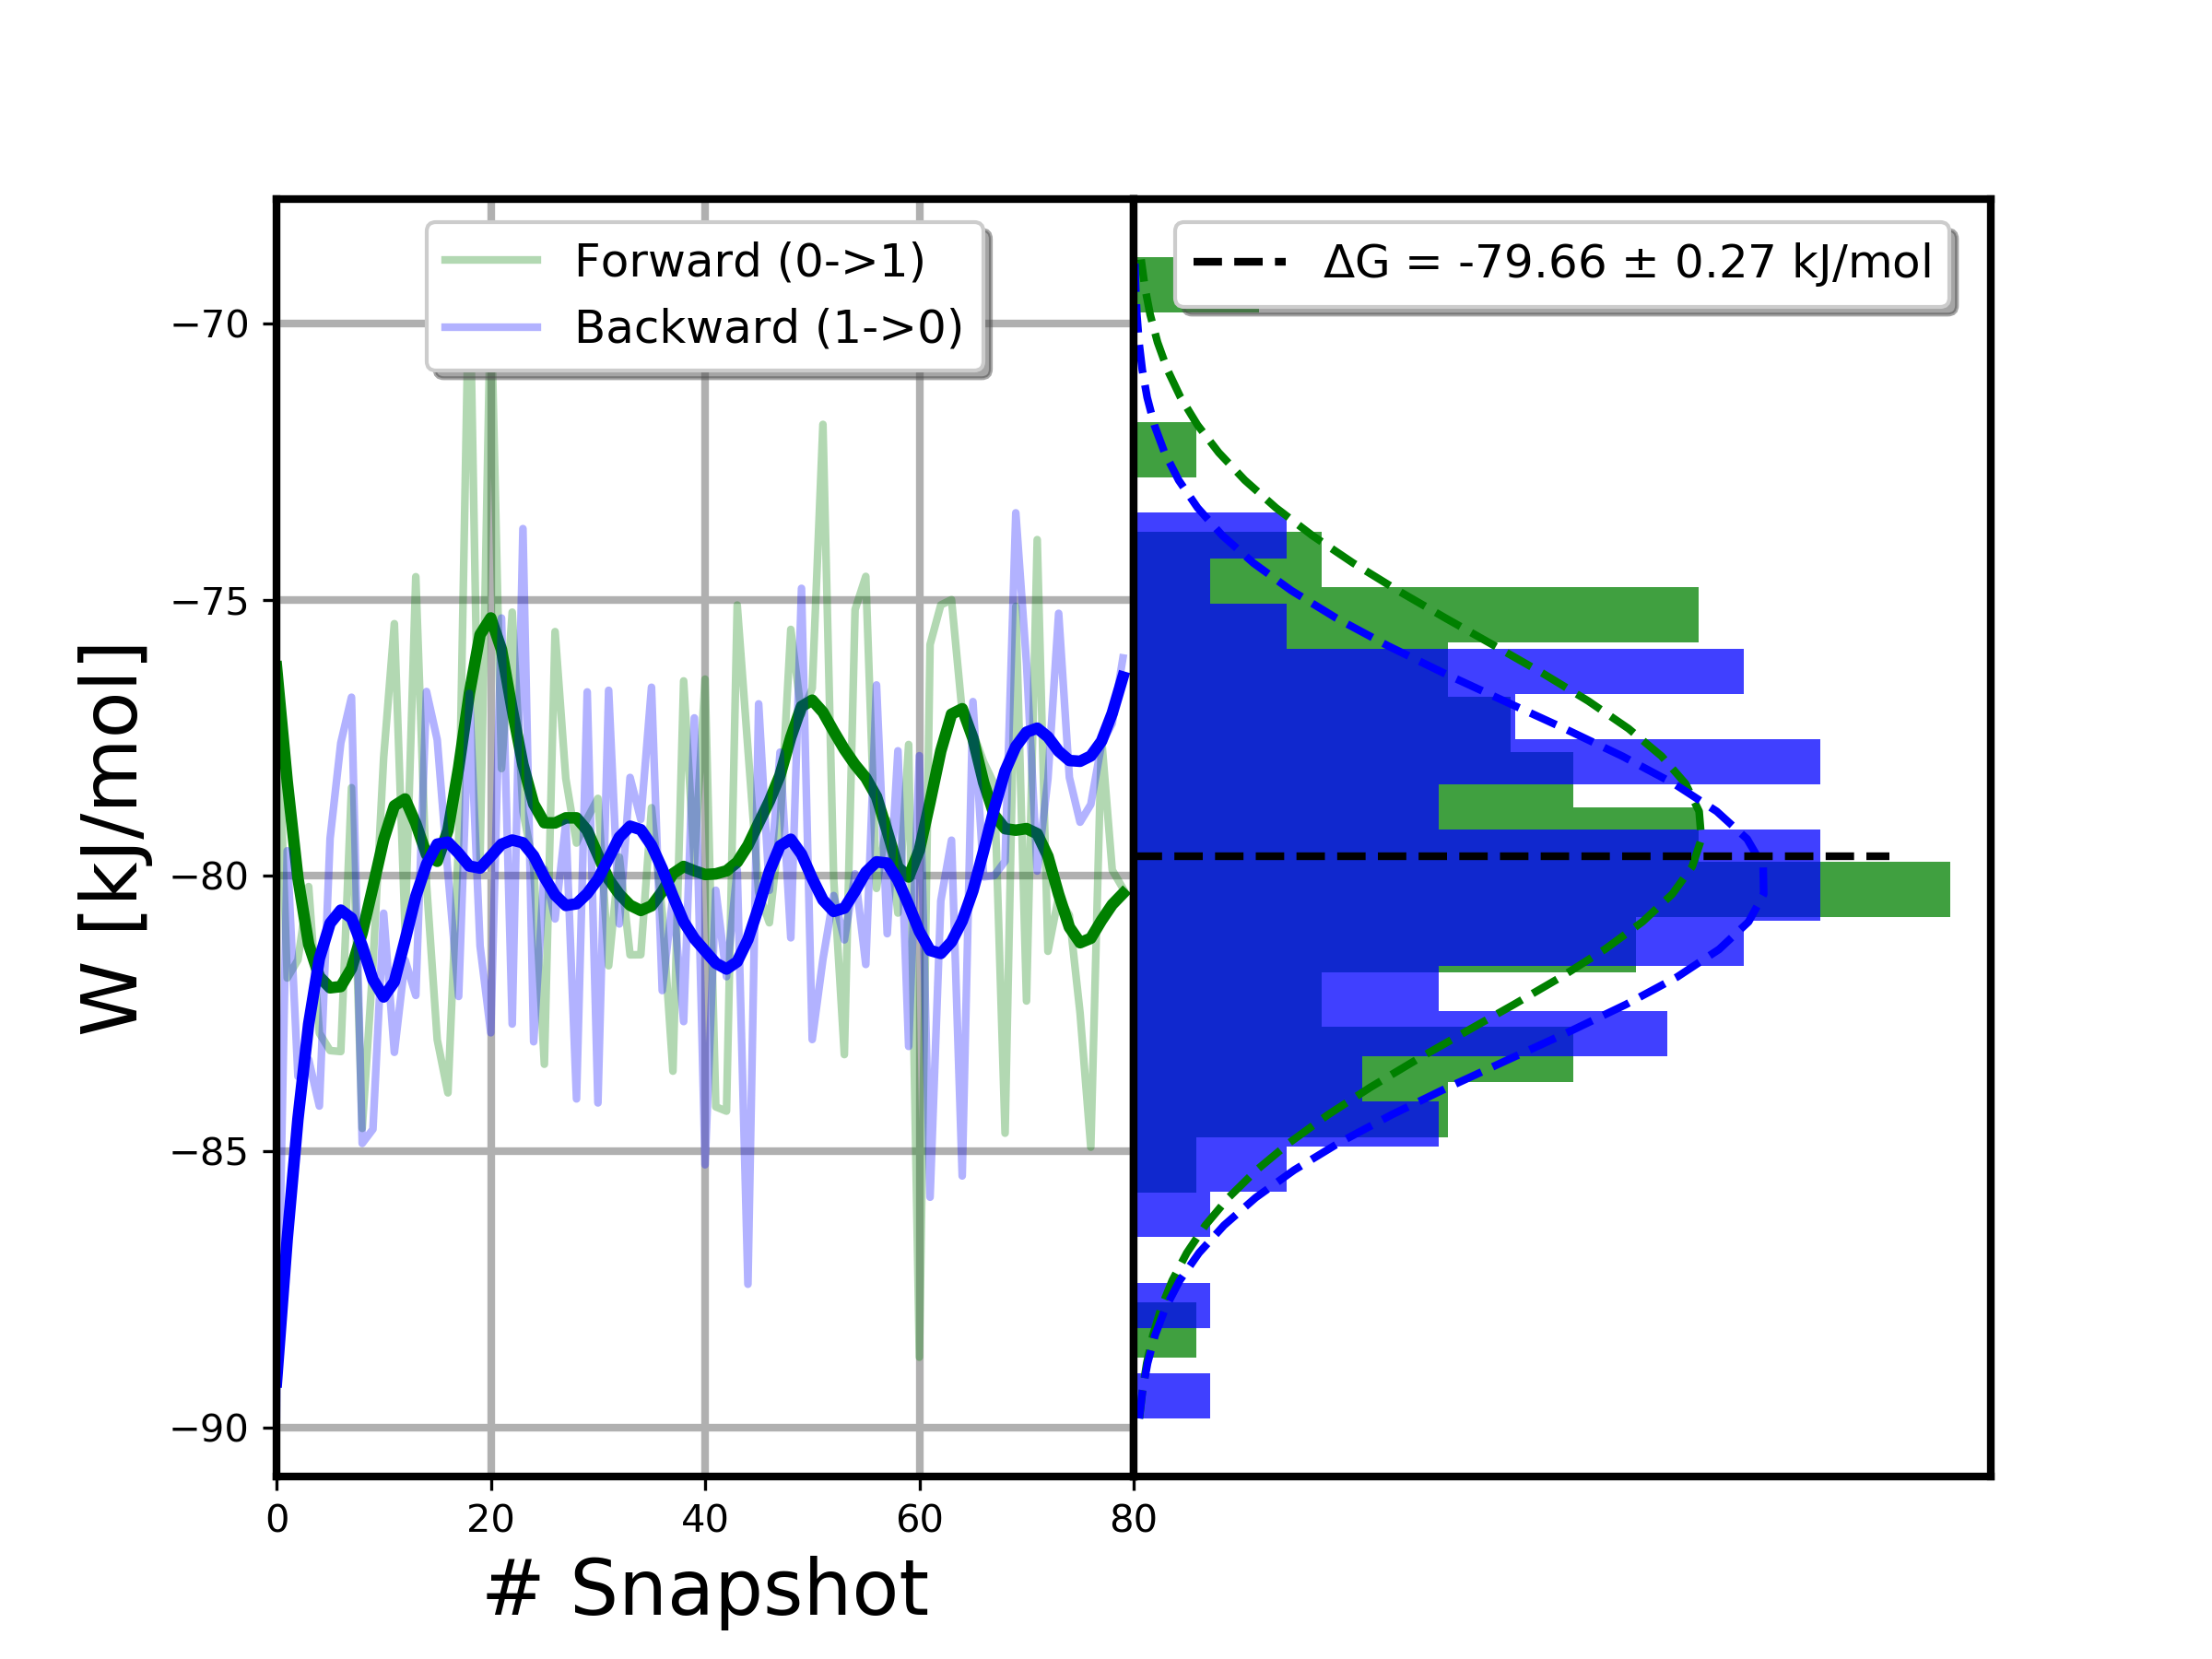 Forward (0->1)
Backward (1->0)
ΔG = -79.66 ± 0.27 kJ/mol
W [kJ/mol]
−70
−75
−80
−85
−90
0 20 40 60 80
# Snapshot